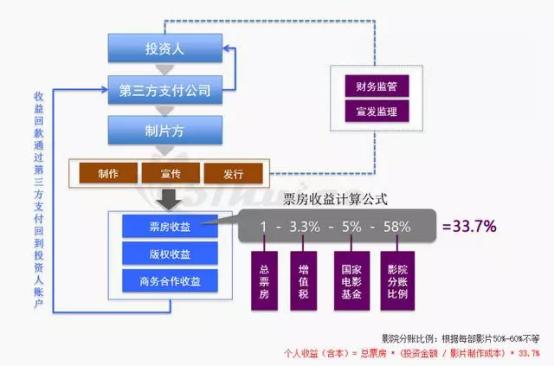 投资人
第三方支付公司
制片方
财务监管
宣发监理
制作 宣传 发行
收益回款通过第三方支付回到投资人账户
票房收益
版权收益
商务合作收益
票房收益计算公式
1 - 3.3% - 5% - 58% =33.7%
总票房
增值税
国家电影基金
影院分账比例
影院分账比例：根据每部影片50%-60%不等
个人收益（含本）= 总票房 *（投资金额 / 影片制作成本）* 33.7%